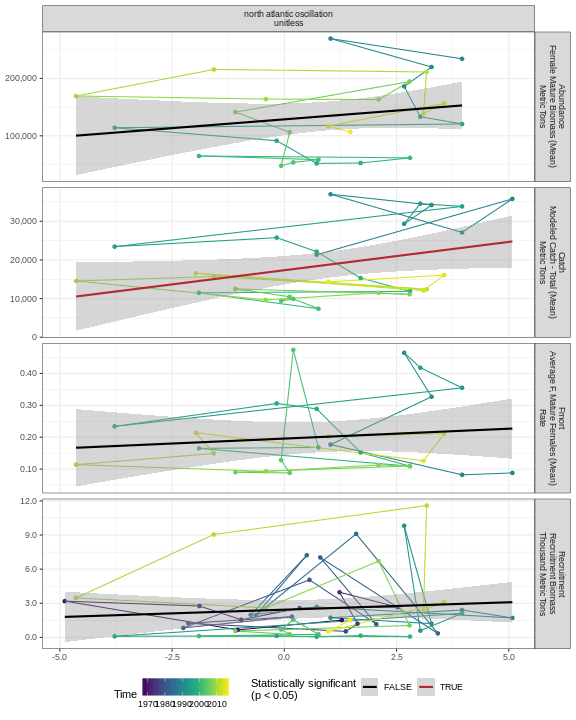 north atlantic oscillation
unitless
200,000
100,000
Abundance
Female Mature Biomass (Mean)
Metric Tons
30,000
20,000
10,000
0
Catch
Modeled Catch - Total (Mean)
Metric Tons
0.40
0.30
0.20
0.10
Fmort
Average F, Mature Females (Mean)
Rate
12.0
9.0
6.0
3.0
0.0
Recruitment
Recruitment Biomass
Thousand Metric Tons
-5.0 -2.5 0.0 2.5 5.0
Time
1970 1980 1990 2000 2010
Statistically significant
(p < 0.05)
FALSE TRUE